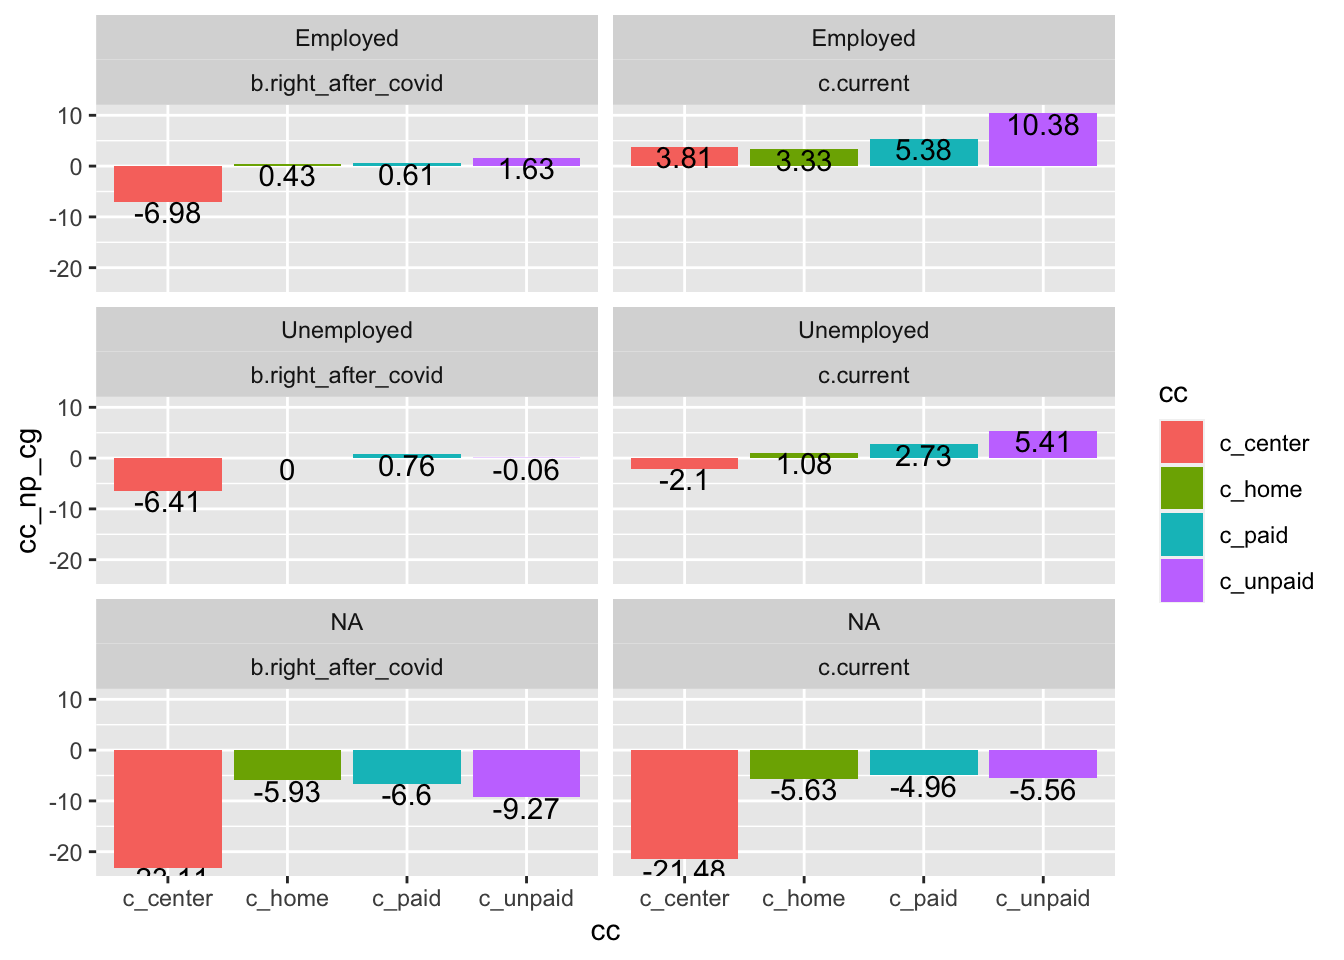 Employed
b.right_after_covid
Employed
c.current
10
0
-10
-20
-6.98
0.43
0.61
1.63
3.81
3.33
5.38
10.38
Unemployed
b.right_after_covid
Unemployed
c.current
10
0
-10
-20
-6.41
0
0.76
-0.06
-2.1
1.08
2.73
5.41
NA
b.right_after_covid
NA
c.current
10
0
-10
-20
-5.93
-6.6
-9.27
-21.48
-5.63
-4.96
-5.56
c_center
c_home
c_paid
c_unpaid
c_center
c_home
c_paid
c_unpaid
cc
cc_np_cg
cc
c_center
c_home
c_paid
c_unpaid